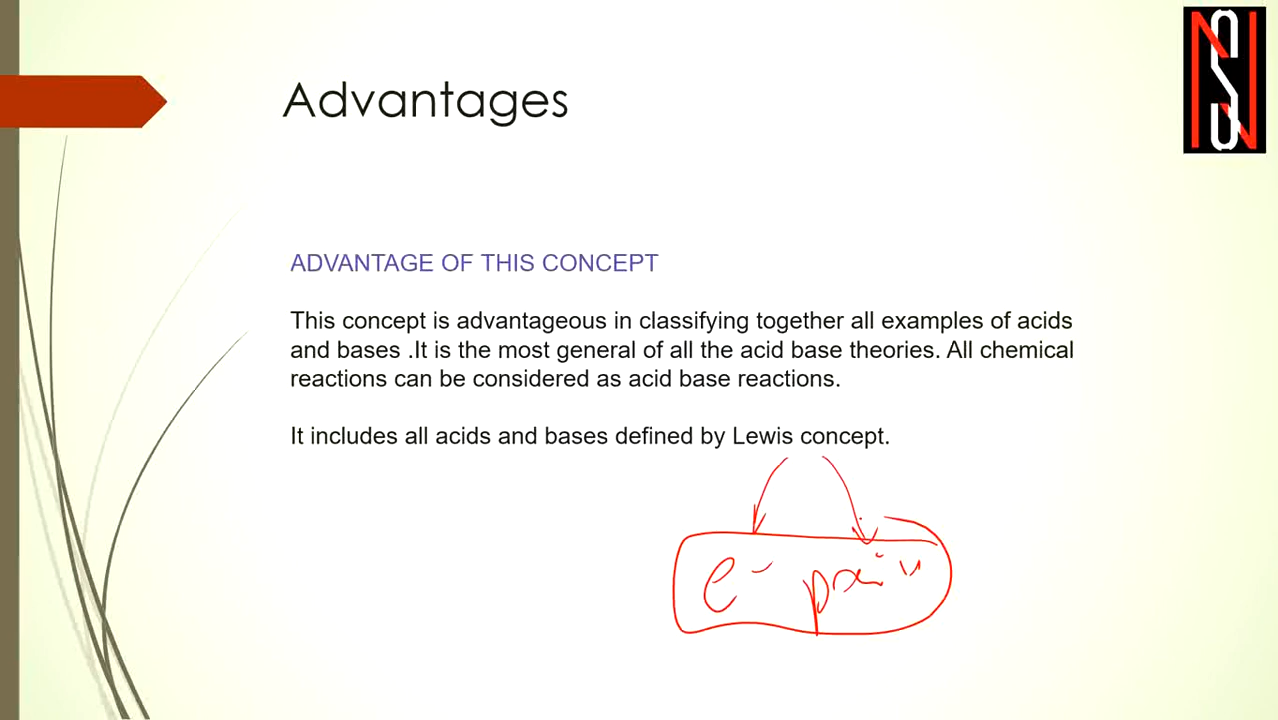 Advantages
ADVANTAGE OF THIS CONCEPT
This concept is advantageous in classifying together all examples of acids
and bases .It is the most general of all the acid base theories. All chemical
reactions can be considered as acid base reactions.
It includes all acids and bases defined by Lewis concept.
e⁻ pair